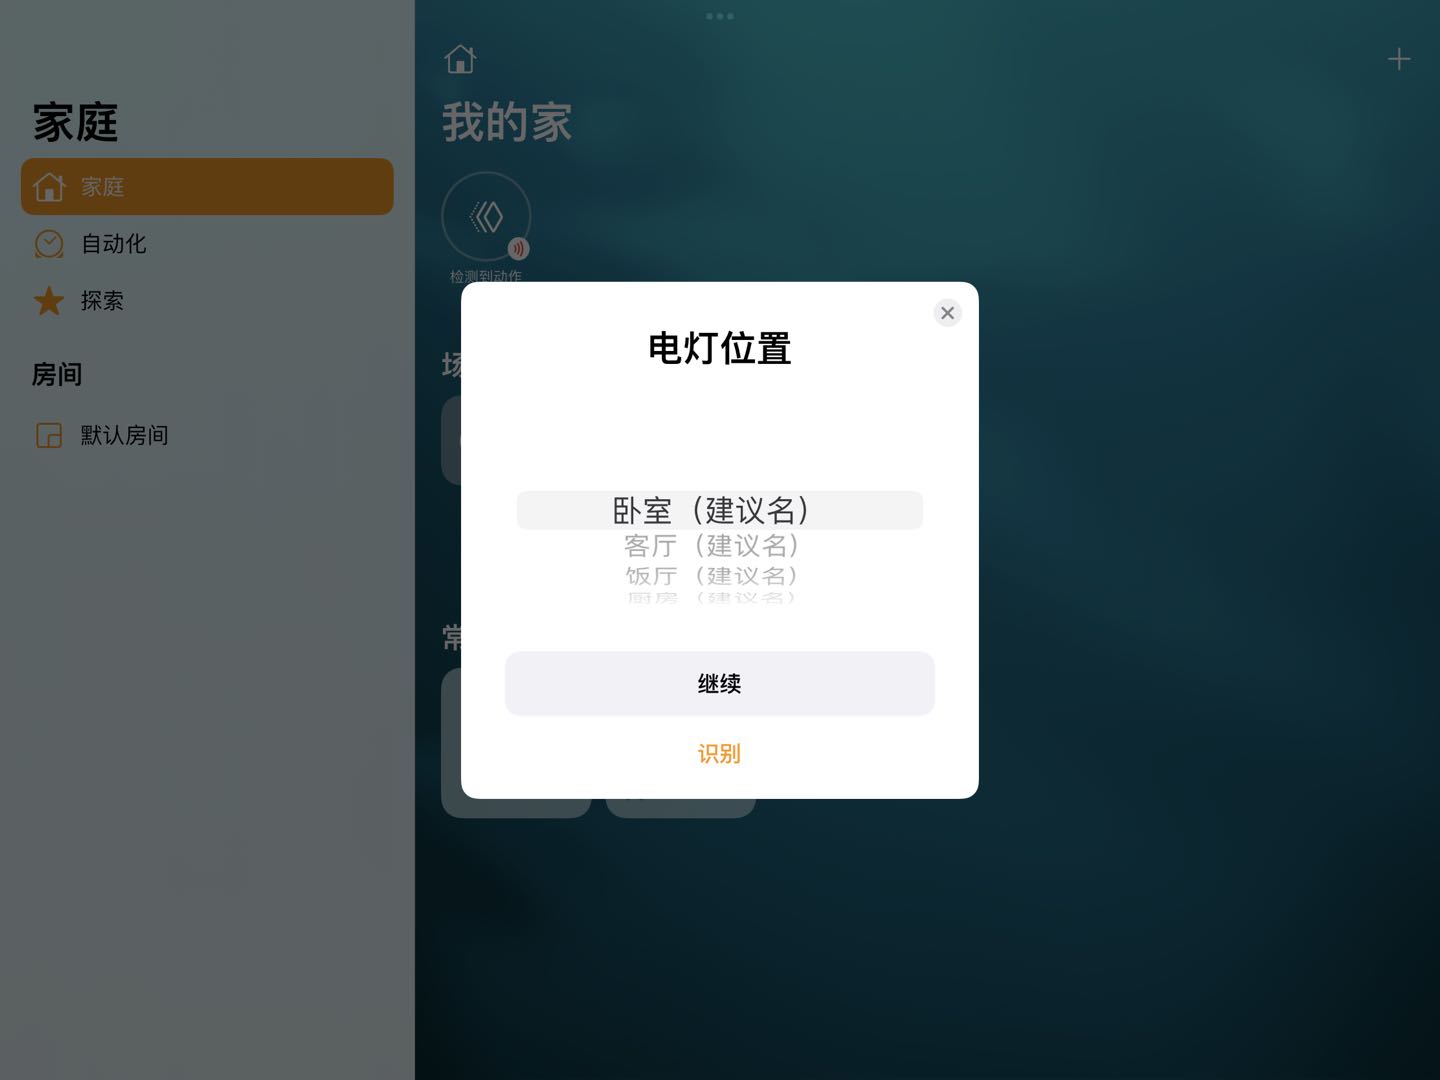 家庭
家庭
自动化
探索
房间
默认房间
我的家
检测到动作
场
常
电灯位置
卧室（建议名）
客厅（建议名）
饭厅（建议名）
厨房（建议名）
继续
识别